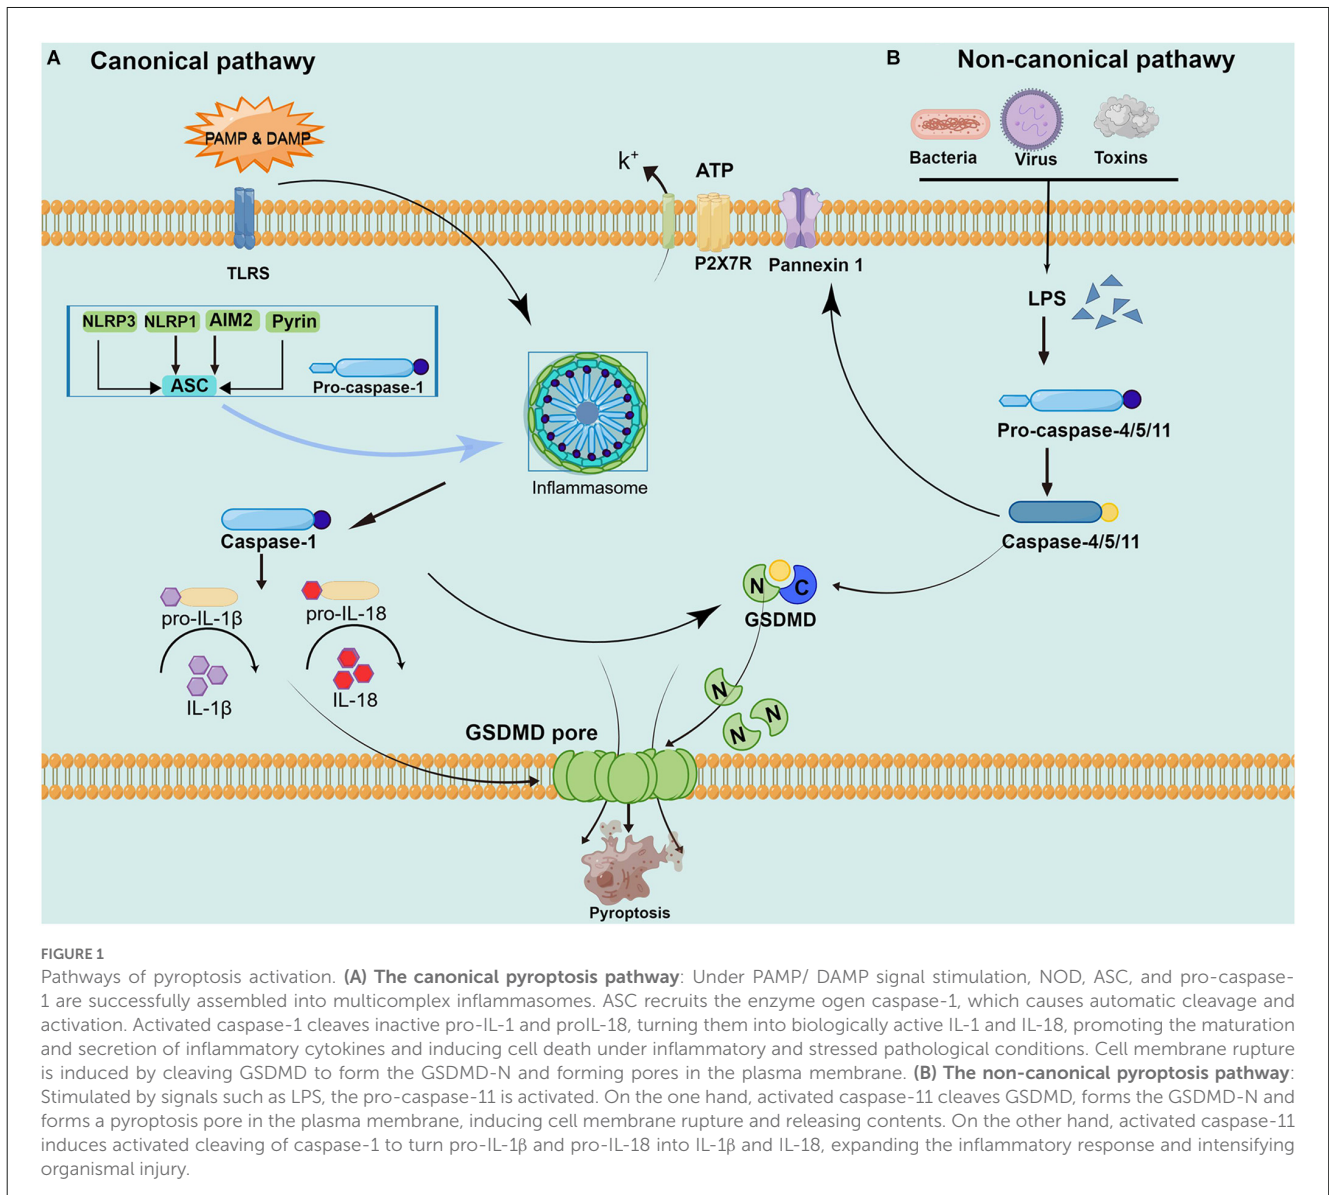 A Canonical pathawy
B Non-canonical pathawy
PAMP & DAMP
TLRS
k+
ATP
P2X7R
Pannexin 1
Bacteria
Virus
Toxins
LPS
NLRP3
NLRP1
AIM2
Pyrin
ASC
Pro-caspase-1
Inflammasome
Pro-caspase-4/5/11
Caspase-4/5/11
Caspase-1
pro-IL-1β
pro-IL-18
IL-1β
IL-18
N
C
GSDMD
N
N
N
GSDMD pore
Pyroptosis
FIGURE 1
Pathways of pyroptosis activation. (A) The canonical pyroptosis pathway: Under PAMP/ DAMP signal stimulation, NOD, ASC, and pro-caspase-
1 are successfully assembled into multicomplex inflammasomes. ASC recruits the enzyme ogen caspase-1, which causes automatic cleavage and
activation. Activated caspase-1 cleaves inactive pro-IL-1 and proIL-18, turning them into biologically active IL-1 and IL-18, promoting the maturation
and secretion of inflammatory cytokines and inducing cell death under inflammatory and stressed pathological conditions. Cell membrane rupture
is induced by cleaving GSDMD to form the GSDMD-N and forming pores in the plasma membrane. (B) The non-canonical pyroptosis pathway:
Stimulated by signals such as LPS, the pro-caspase-11 is activated. On the one hand, activated caspase-11 cleaves GSDMD, forms the GSDMD-N and
forms a pyroptosis pore in the plasma membrane, inducing cell membrane rupture and releasing contents. On the other hand, activated caspase-11
induces activated cleaving of caspase-1 to turn pro-IL-1β and pro-IL-18 into IL-1β and IL-18, expanding the inflammatory response and intensifying
organismal injury.